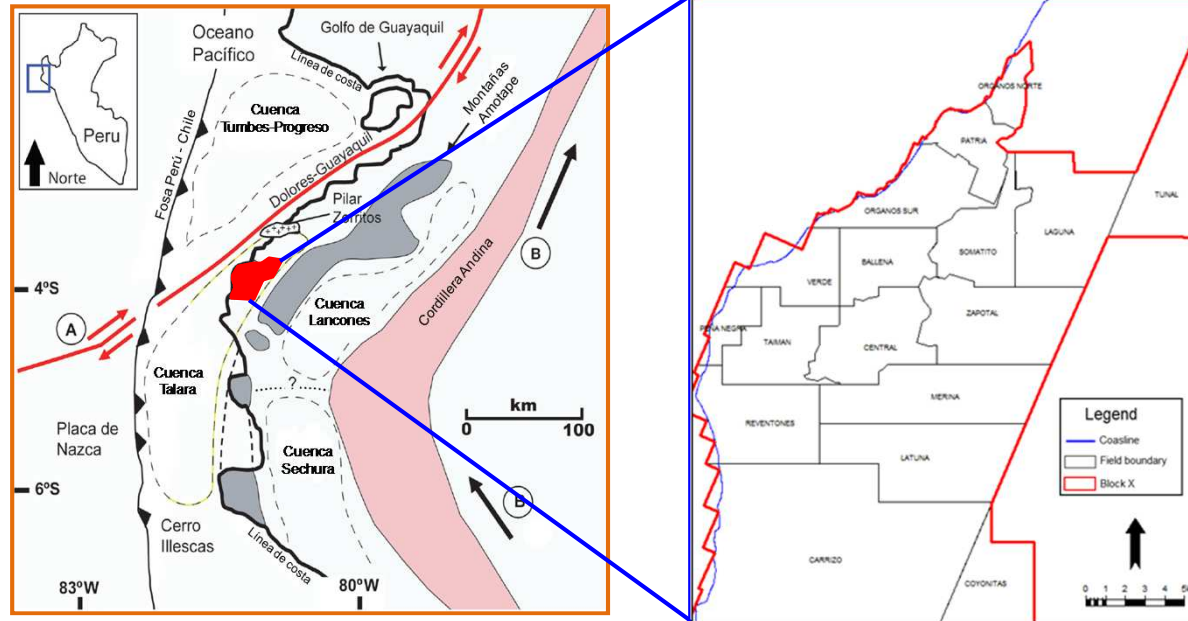 Oceano
Pacífico
Golfo de Guayaquil
Línea de costa
Cuenca
Tumbes-Progreso
Montañas
Amotape
Peru
Norte
Fosa Perú - Chile
Dolores-Guayaquil
Pilar
Zorritos
B
4ºS
A
Cuenca
Lancones
Cordillera Andina
Cuenca
Talara
?
km
0 100
Placa de
Nazca
Cuenca
Sechura
6ºS
B
Cerro
Illescas
Línea de costa
83ºW
80ºW
ORGANOS NORTE
PATRIA
TUNAL
ORGANOS SUR
LAGUNA
SOMATITO
BALLENA
VERDE
ZAPOTAL
PENA NEGRA
TAIMAN
CENTRAL
MERINA
REVENTONES
LATUNA
CARRIZO
COYONITAS
Legend
Coasline
Field boundary
Block X
0 1 2 3 4